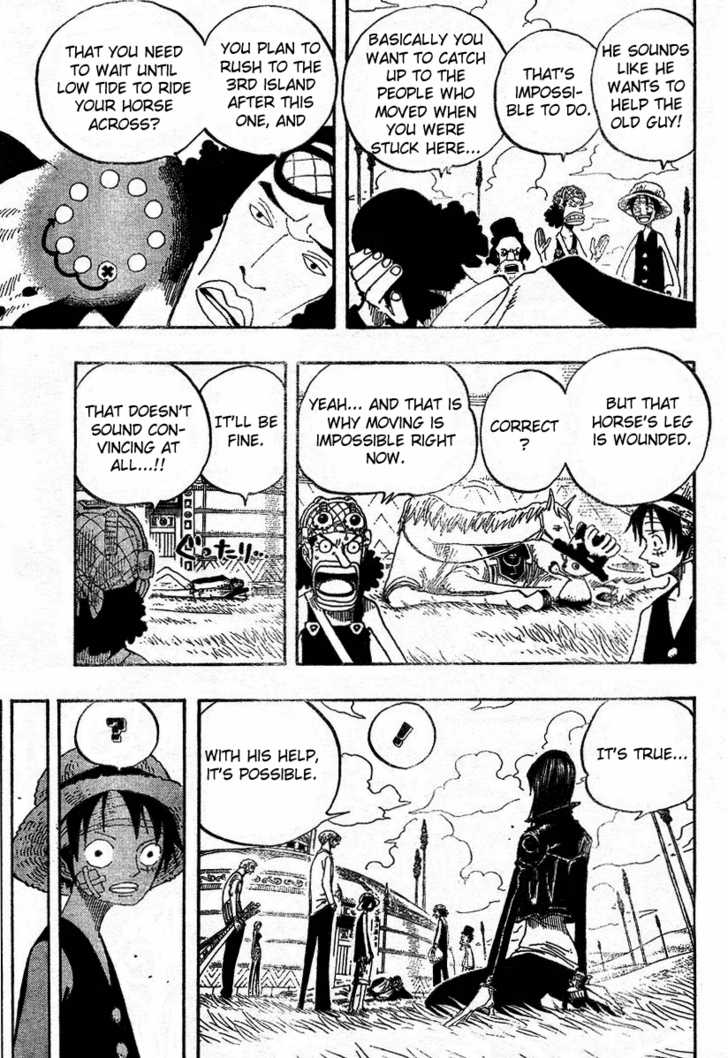 HE SOUNDS
LIKE HE
WANTS TO
HELP THE
OLD GUY!
THAT'S
IMPOSSI-
BLE TO DO.
BASICALLY YOU
WANT TO CATCH
UP TO THE
PEOPLE WHO
MOVED WHEN
YOU WERE
STUCK HERE...
YOU PLAN TO
RUSH TO THE
3RD ISLAND
AFTER THIS
ONE, AND
THAT YOU NEED
TO WAIT UNTIL
LOW TIDE TO RIDE
YOUR HORSE
ACROSS?
BUT THAT
HORSE'S LEG
IS WOUNDED.
CORRECT
?
YEAH... AND THAT IS
WHY MOVING IS
IMPOSSIBLE RIGHT
NOW.
IT'LL BE
FINE.
THAT DOESN'T
SOUND CON-
VINCING AT
ALL...!!
ぐったり…
IT'S TRUE...
!
WITH HIS HELP,
IT'S POSSIBLE.
?